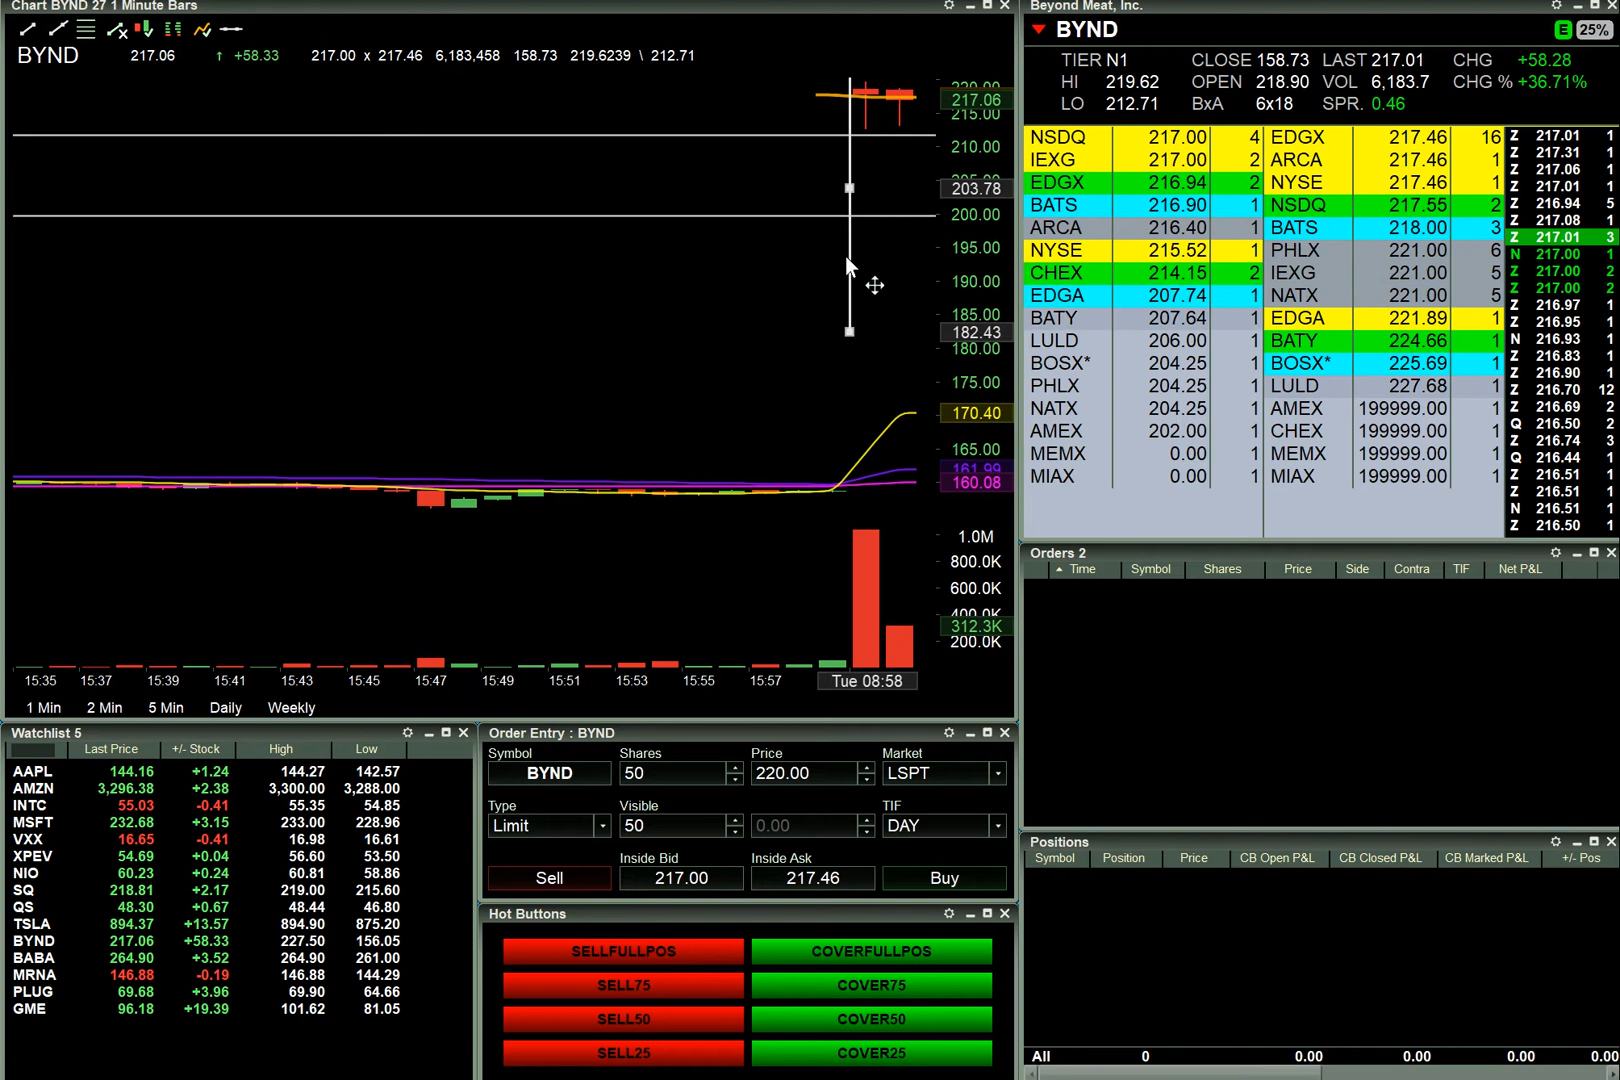 Chart BYND 27 1 Minute Bars
BYND 217.06 ↑ +58.33 217.00 x 217.46 6,183,458 158.73 219.6239 \ 212.71
217.06
215.00
210.00
203.78
200.00
195.00
190.00
185.00
182.43
180.00
175.00
170.40
165.00
161.99
160.08
1.0M
800.0K
600.0K
400.0K
312.3K
200.0K
15:35 15:37 15:39 15:41 15:43 15:45 15:47 15:49 15:51 15:53 15:55 15:57 Tue 08:58
1 Min 2 Min 5 Min Daily Weekly
Beyond Meat, Inc.
BYND E 25%
TIER N1 CLOSE 158.73 LAST 217.01 CHG +58.28
HI 219.62 OPEN 218.90 VOL 6,183.7 CHG % +36.71%
LO 212.71 BxA 6x18 SPR. 0.46
NSDQ 217.00 4 EDGX 217.46 16
IEXG 217.00 2 ARCA 217.46 1
EDGX 216.94 2 NYSE 217.46 1
BATS 216.90 1 NSDQ 217.55 2
ARCA 216.40 1 BATS 218.00 3
NYSE 215.52 1 PHLX 221.00 6
CHEX 214.15 2 IEXG 221.00 5
EDGA 207.74 1 NATX 221.00 5
BATY 207.64 1 EDGA 221.89 1
LULD 206.00 1 BATY 224.66 1
BOSX* 204.25 1 BOSX* 225.69 1
PHLX 204.25 1 LULD 227.68 1
NATX 204.25 1 AMEX 199999.00 1
AMEX 202.00 1 CHEX 199999.00 1
MEMX 0.00 1 MEMX 199999.00 1
MIAX 0.00 1 MIAX 199999.00 1
Z 217.01 1
Z 217.31 1
Z 217.06 1
Z 217.01 1
Z 216.94 5
Z 217.08 1
Z 217.01 3
N 217.00 1
Z 217.00 2
Z 217.00 2
Z 216.97 1
Z 216.95 1
N 216.93 1
Z 216.83 1
Z 216.90 1
Z 216.70 12
Z 216.69 2
Q 216.50 2
Z 216.74 3
Q 216.44 1
Z 216.51 1
Z 216.51 1
N 216.51 1
Z 216.50 1
Orders 2
Time Symbol Shares Price Side Contra TIF Net P&L
Positions
Symbol Position Price CB Open P&L CB Closed P&L CB Marked P&L +/- Pos
All 0 0.00 0.00 0.00 0.00
Watchlist 5
Last Price +/- Stock High Low
AAPL 144.16 +1.24 144.27 142.57
AMZN 3,296.38 +2.38 3,300.00 3,288.00
INTC 55.03 -0.41 55.35 54.85
MSFT 232.68 +3.15 233.00 228.96
VXX 16.65 -0.41 16.98 16.61
XPEV 54.69 +0.04 56.60 53.50
NIO 60.23 +0.24 60.81 58.86
SQ 218.81 +2.17 219.00 215.60
QS 48.30 +0.67 48.44 46.80
TSLA 894.37 +13.57 894.90 875.20
BYND 217.06 +58.33 227.50 156.05
BABA 264.90 +3.52 264.90 261.00
MRNA 146.88 -0.19 146.88 144.29
PLUG 69.68 +3.96 69.90 64.66
GME 96.18 +19.39 101.62 81.05
Order Entry : BYND
Symbol Shares Price Market
BYND 50 220.00 LSPT
Type Visible TIF
Limit 50 0.00 DAY
Inside Bid Inside Ask
Sell 217.00 217.46 Buy
Hot Buttons
SELLFULLPOS COVERFULLPOS
SELL75 COVER75
SELL50 COVER50
SELL25 COVER25